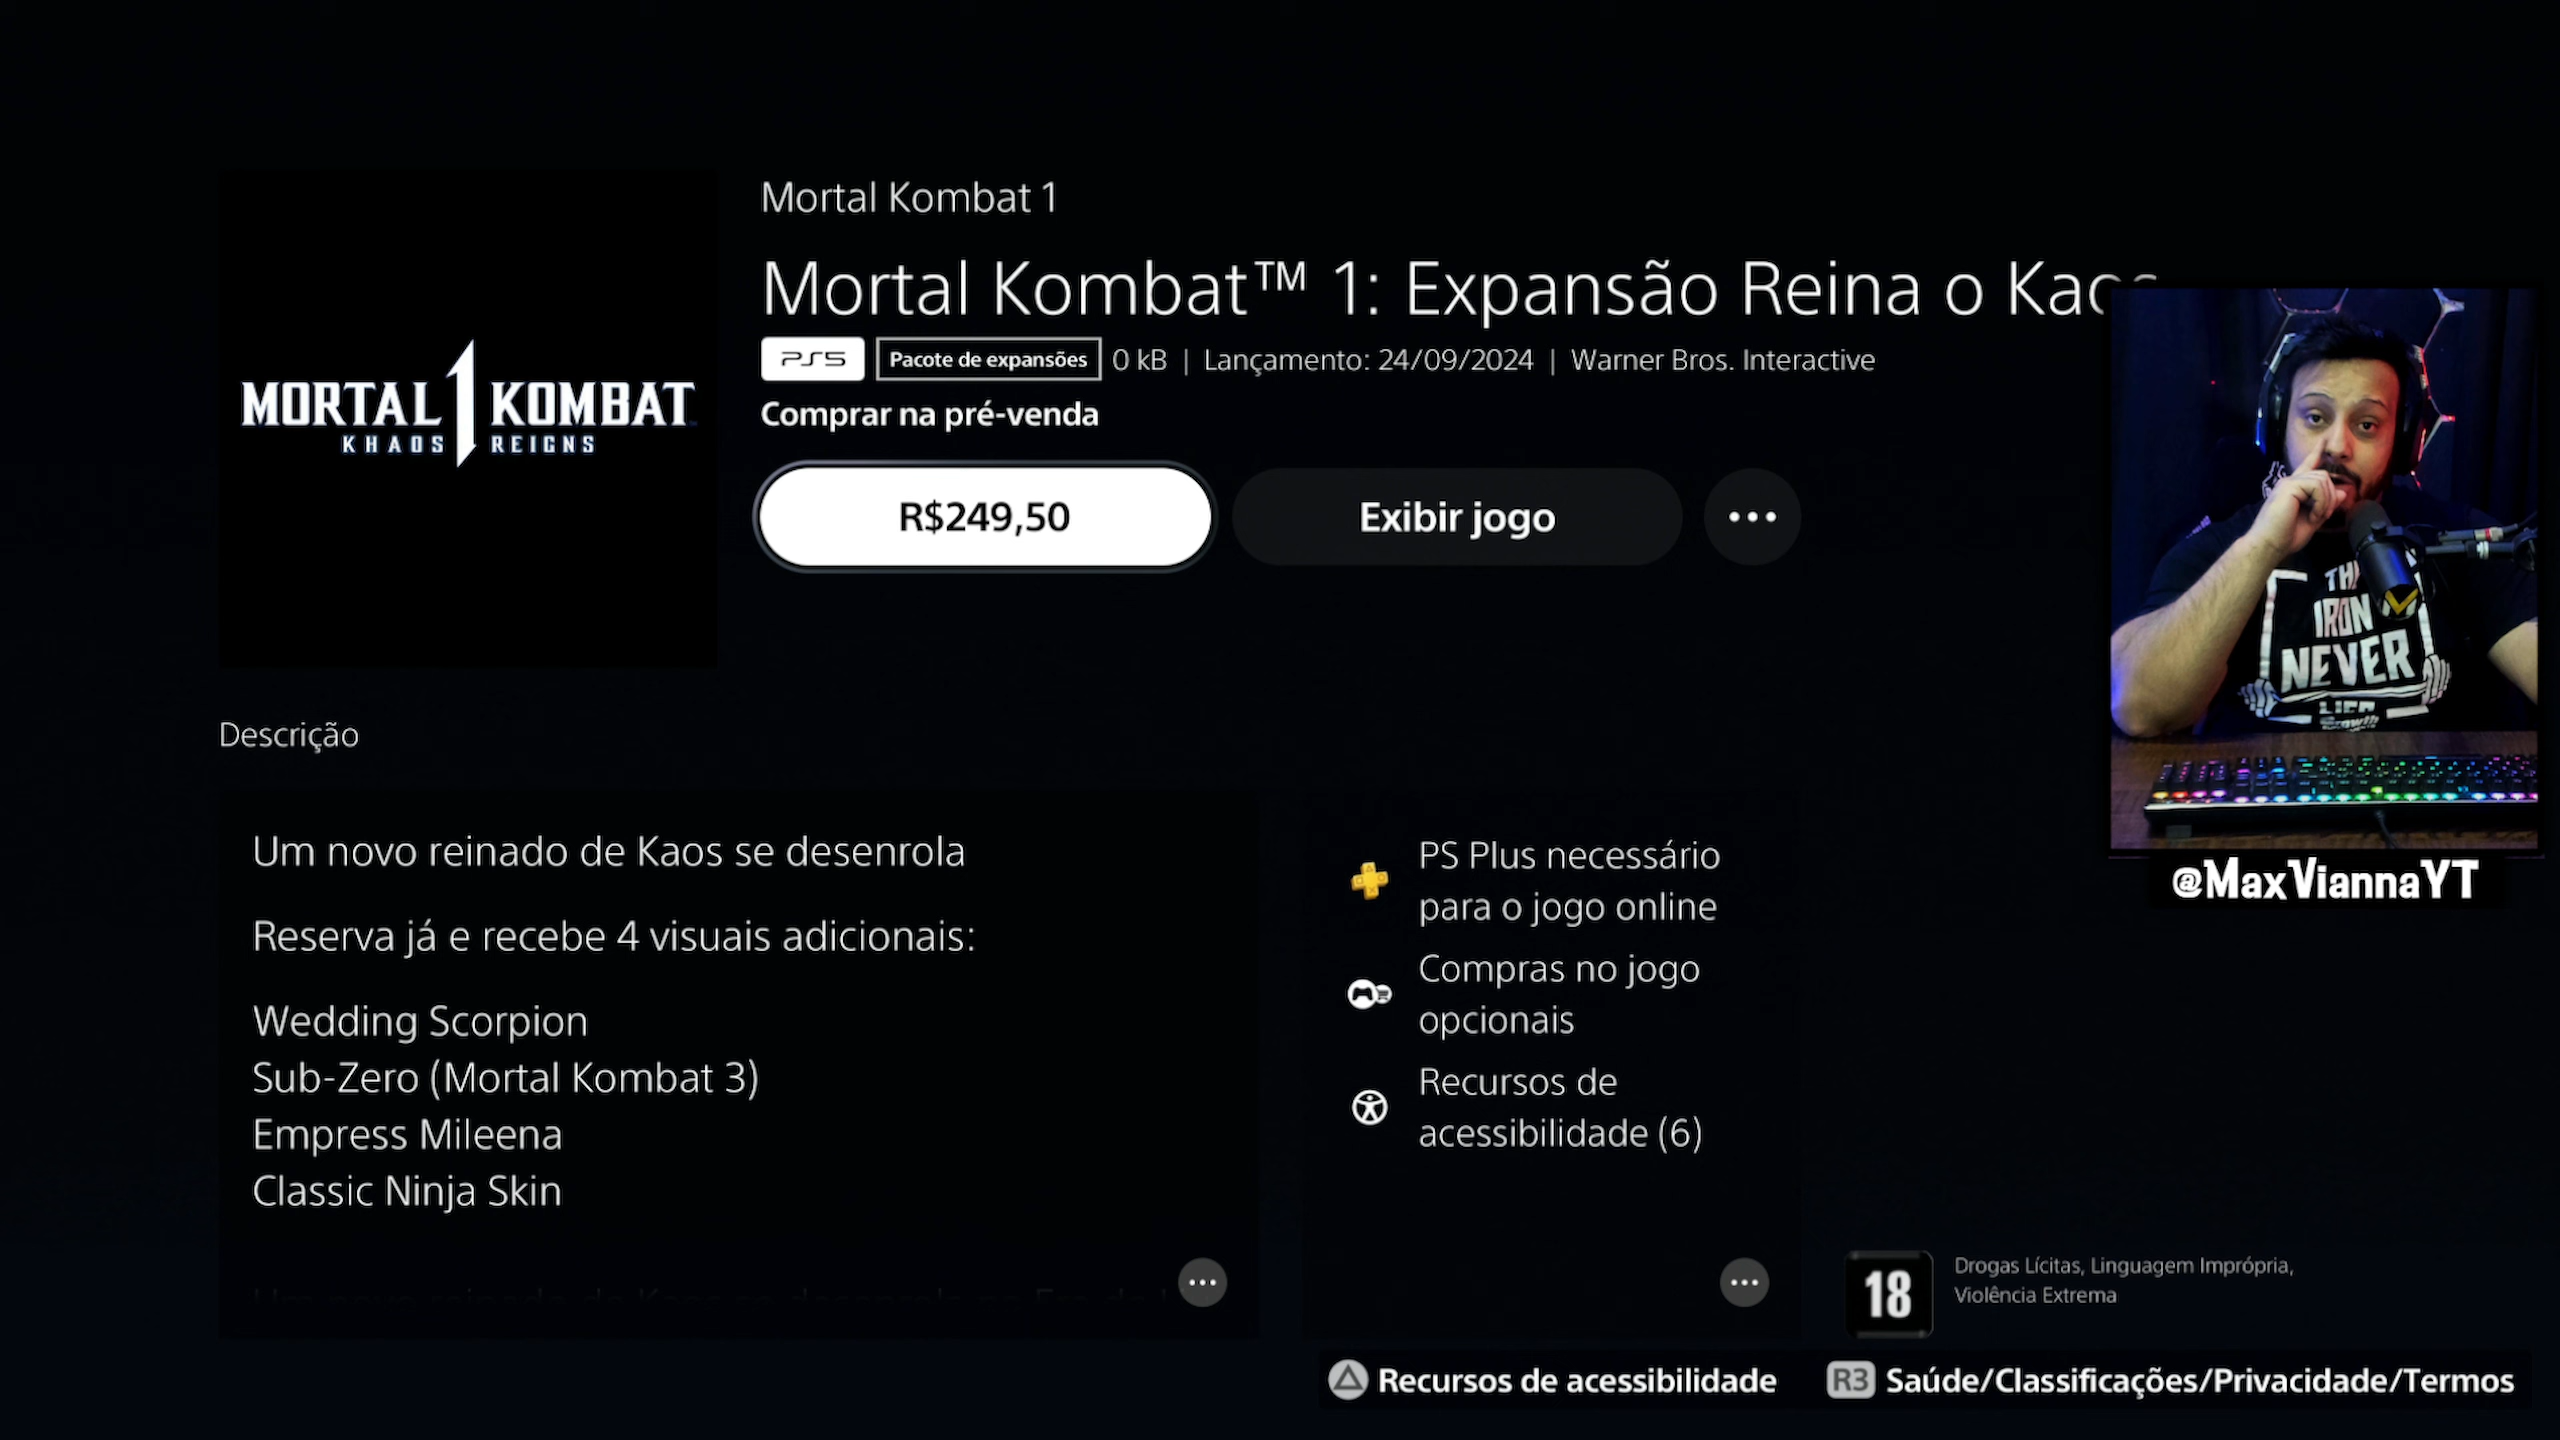 Mortal Kombat 1
Mortal Kombat™ 1: Expansão Reina o Kaos
MORTAL 1 KOMBAT
KHAOS REIGNS
PS5 Pacote de expansões 0 kB | Lançamento: 24/09/2024 | Warner Bros. Interactive
Comprar na pré-venda
R$249,50
Exibir jogo
Descrição
Um novo reinado de Kaos se desenrola
Reserva já e recebe 4 visuais adicionais:
Wedding Scorpion
Sub-Zero (Mortal Kombat 3)
Empress Mileena
Classic Ninja Skin
PS Plus necessário
para o jogo online
Compras no jogo
opcionais
Recursos de
acessibilidade (6)
THE
IRON
NEVER
@MaxViannaYT
18
Drogas Lícitas, Linguagem Imprópria,
Violência Extrema
Recursos de acessibilidade
R3 Saúde/Classificações/Privacidade/Termos